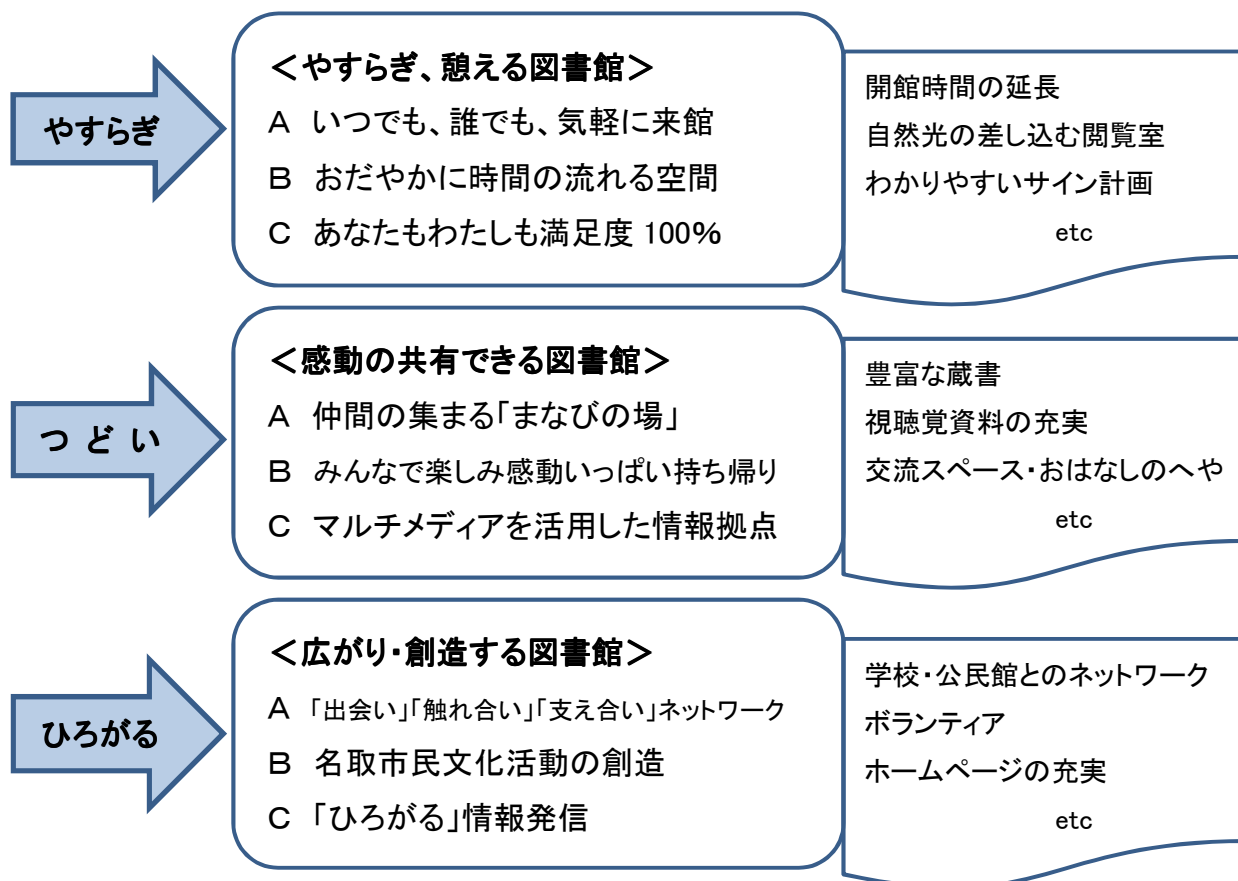 やすらぎ
＜やすらぎ、憩える図書館＞
A いつでも、誰でも、気軽に来館
B おだやかに時間の流れる空間
C あなたもわたしも満足度 100%
開館時間の延長
自然光の差し込む閲覧室
わかりやすいサイン計画
etc
つ ど い
＜感動の共有できる図書館＞
A 仲間の集まる「まなびの場」
B みんなで楽しみ感動いっぱい持ち帰り
C マルチメディアを活用した情報拠点
豊富な蔵書
視聴覚資料の充実
交流スペース・おはなしのへや
etc
ひろがる
＜広がり・創造する図書館＞
A 「出会い」「触れ合い」「支え合い」ネットワーク
B 名取市民文化活動の創造
C 「ひろがる」情報発信
学校・公民館とのネットワーク
ボランティア
ホームページの充実
etc